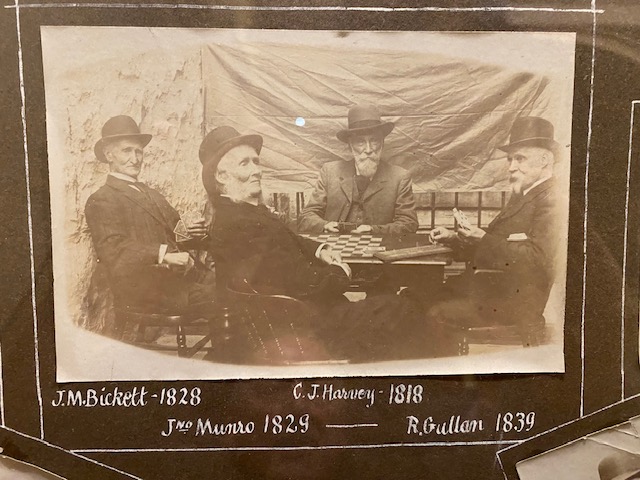 J.M. Bickett - 1828 C.J. Harvey - 1818
Jno Munro 1829 — R. Gullan 1839